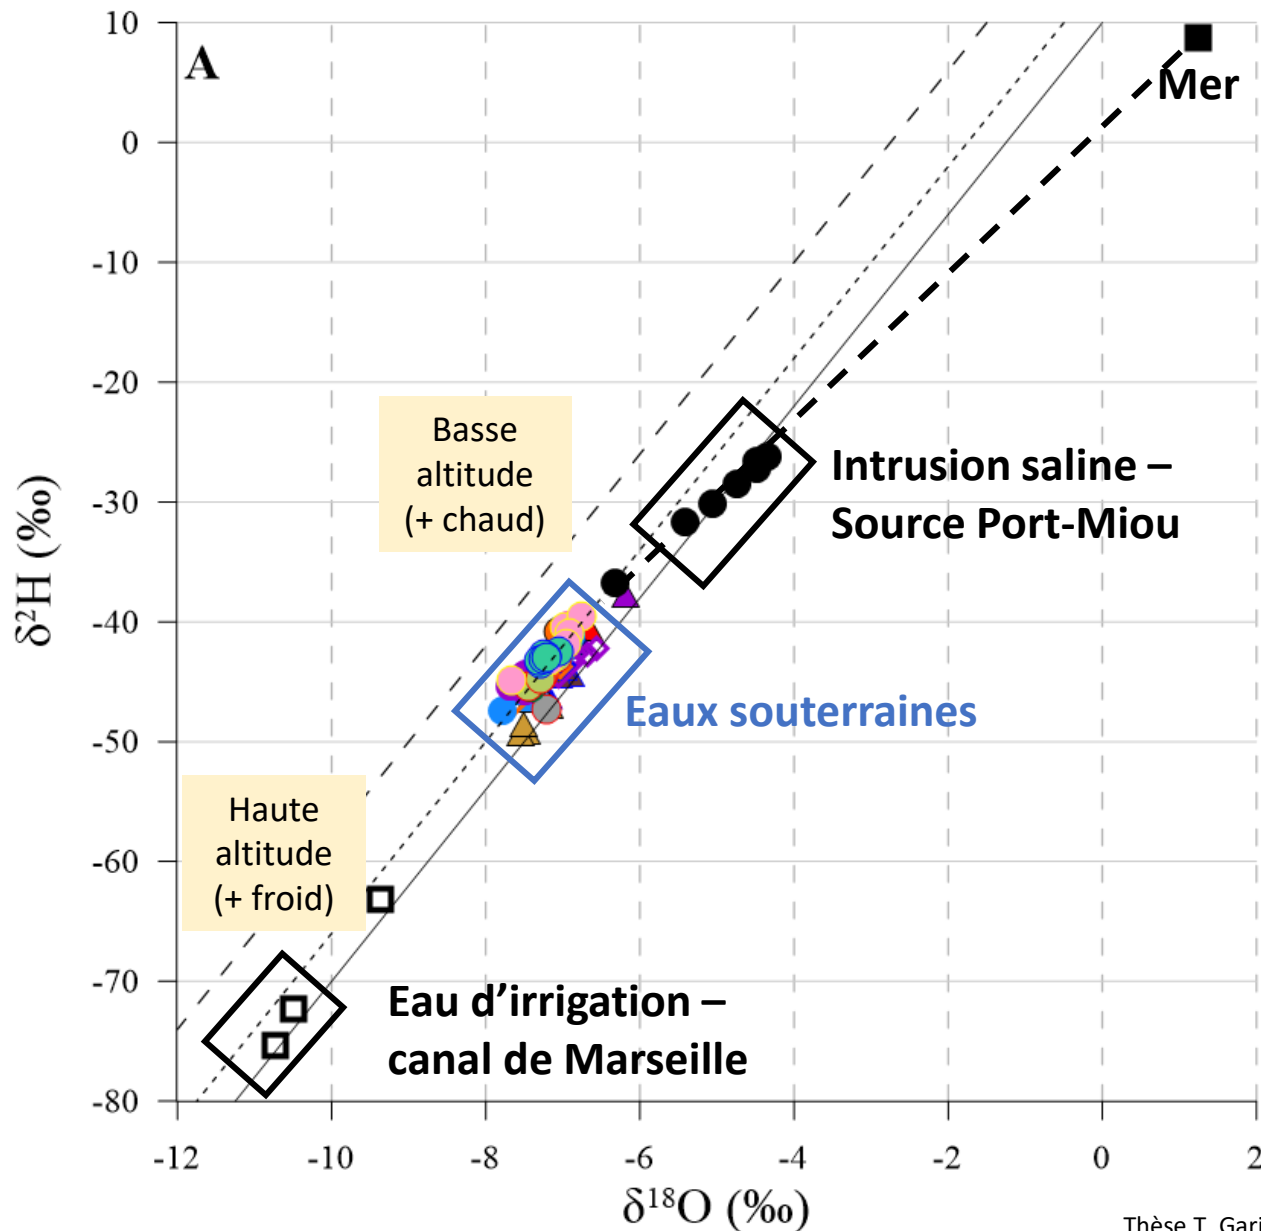 A
10
0
-10
-20
-30
-40
-50
-60
-70
-80
δ²H (‰)
Mer
Basse
altitude
(+ chaud)
Intrusion saline –
Source Port-Miou
Eaux souterraines
Haute
altitude
(+ froid)
Eau d’irrigation –
canal de Marseille
-12 -10 -8 -6 -4 -2 0 2
δ¹⁸O (‰)
Thèse T. Gari